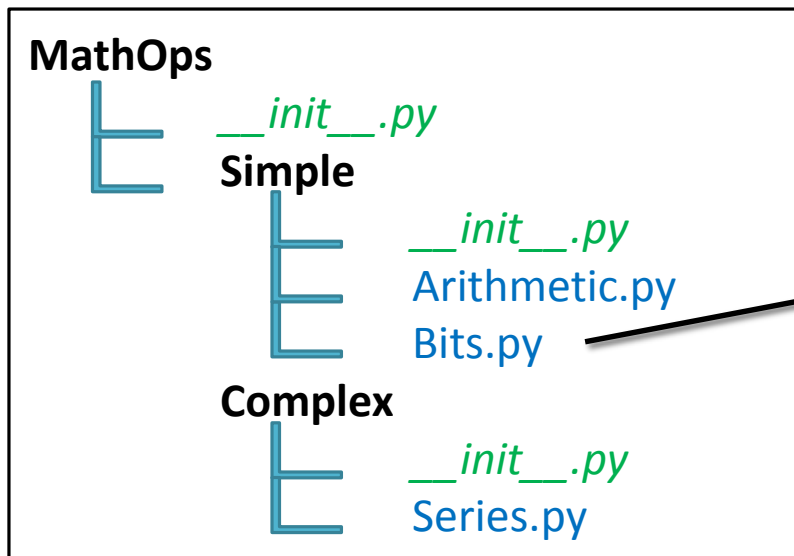 MathOps
__init__.py
Simple
__init__.py
Arithmetic.py
Bits.py
Complex
__init__.py
Series.py